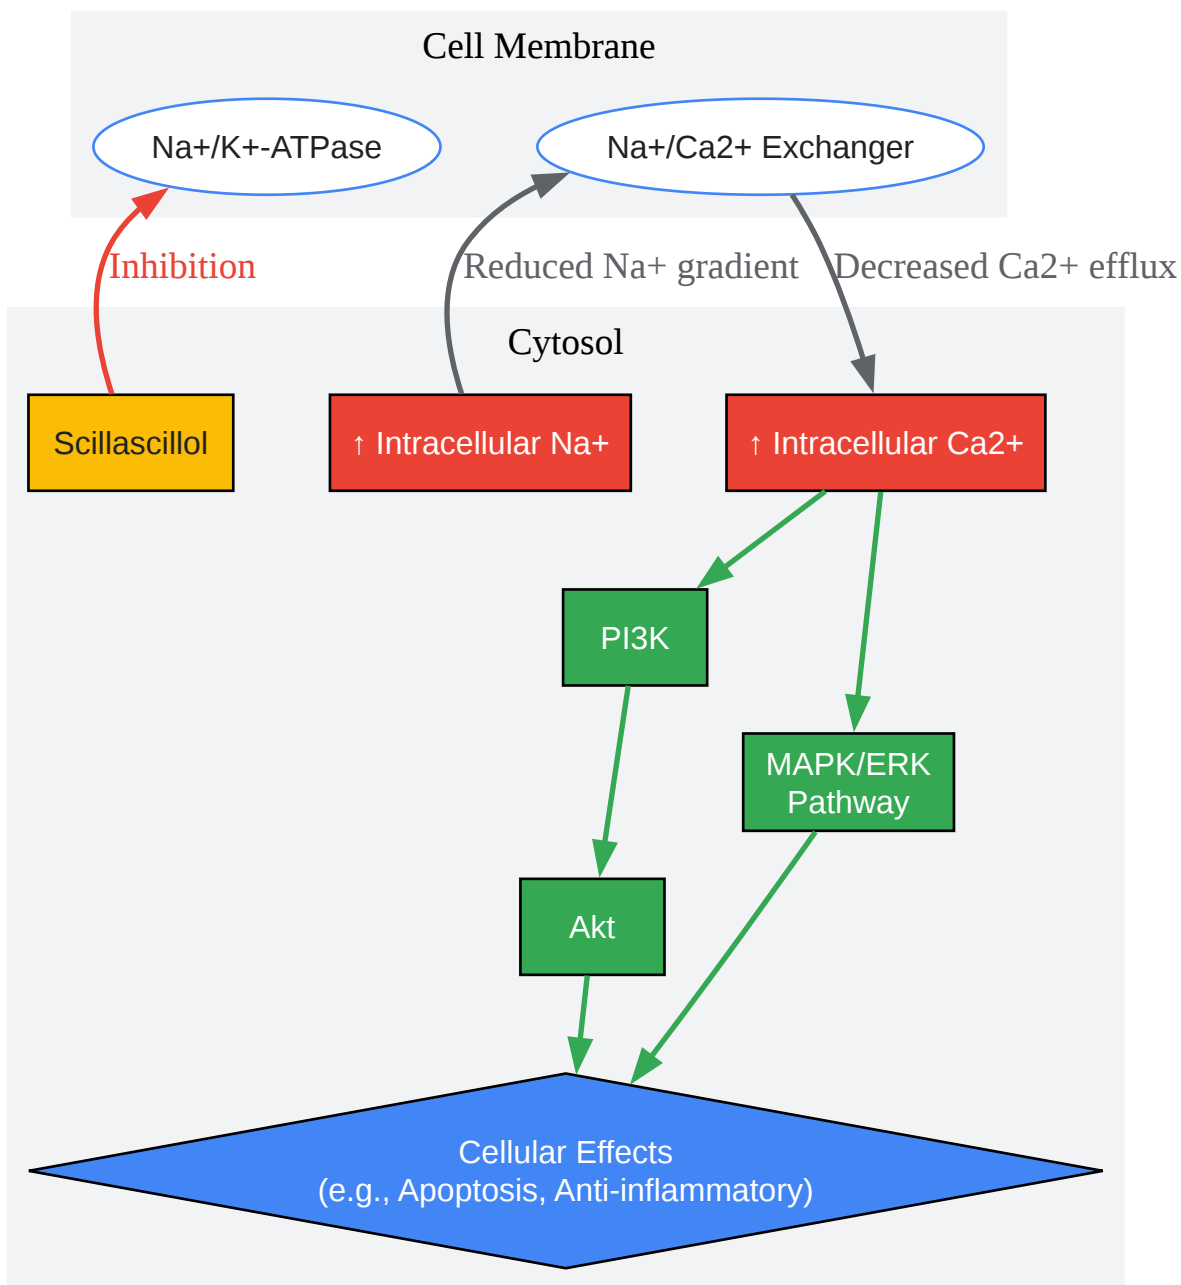 Cell Membrane
Na+/K+-ATPase
Na+/Ca2+ Exchanger
Inhibition
Reduced Na+ gradient
Decreased Ca2+ efflux
Cytosol
Scillascillol
↑ Intracellular Na+
↑ Intracellular Ca2+
PI3K
MAPK/ERK
Pathway
Akt
Cellular Effects
(e.g., Apoptosis, Anti-inflammatory)